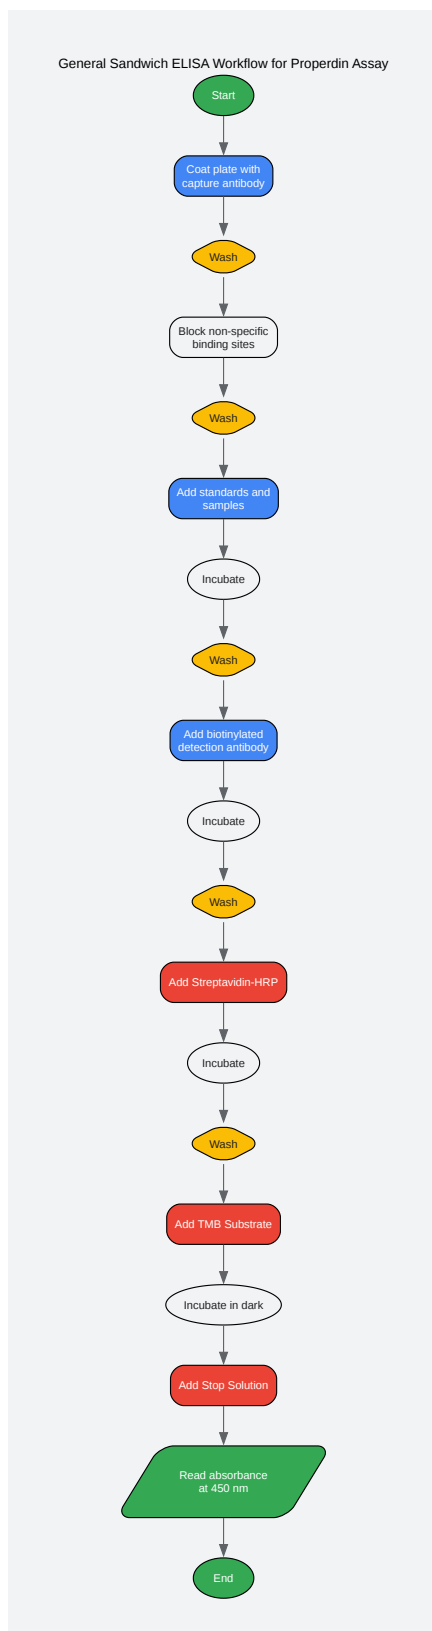 General Sandwich ELISA Workflow for Properdin Assay
Start
Coat plate with
capture antibody
Wash
Block non-specific
binding sites
Wash
Add standards and
samples
Incubate
Wash
Add biotinylated
detection antibody
Incubate
Wash
Add Streptavidin-HRP
Incubate
Wash
Add TMB Substrate
Incubate in dark
Add Stop Solution
Read absorbance
at 450 nm
End